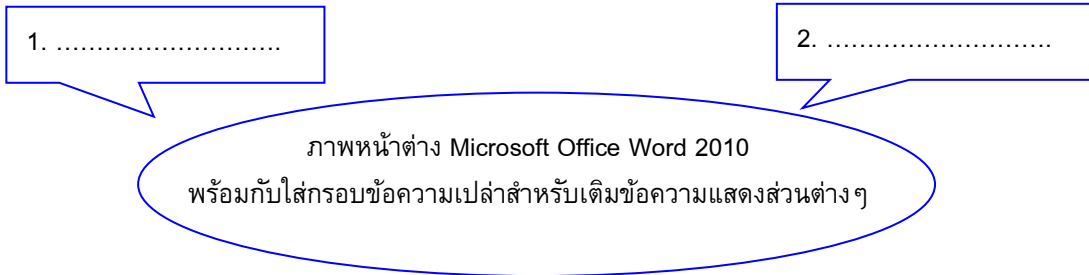 1. ………………………
2. ………………………
ภาพหน้าต่าง Microsoft Office Word 2010
พร้อมกับใส่กรอบข้อความเปล่าสำหรับเติมข้อความแสดงส่วนต่างๆ